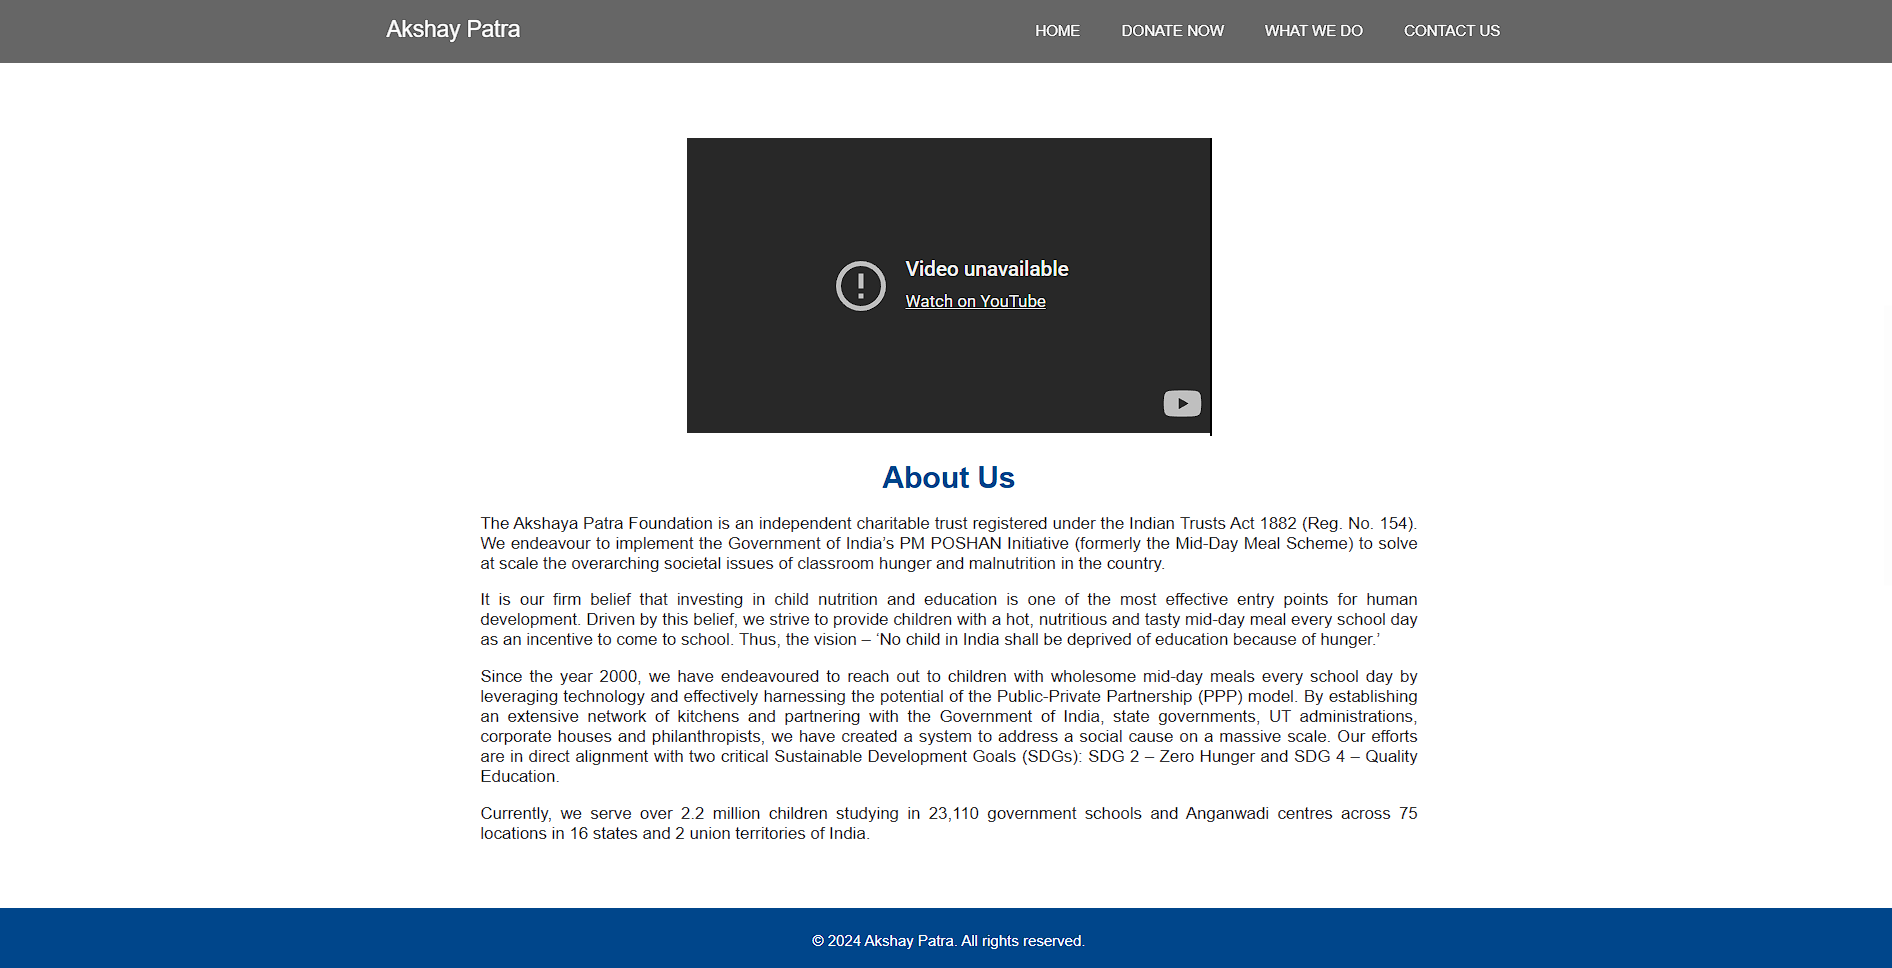 Akshay Patra
HOME
DONATE NOW
WHAT WE DO
CONTACT US
Video unavailable
Watch on YouTube
About Us
The Akshaya Patra Foundation is an independent charitable trust registered under the Indian Trusts Act 1882 (Reg. No. 154).
We endeavour to implement the Government of India’s PM POSHAN Initiative (formerly the Mid-Day Meal Scheme) to solve
at scale the overarching societal issues of classroom hunger and malnutrition in the country.
It is our firm belief that investing in child nutrition and education is one of the most effective entry points for human
development. Driven by this belief, we strive to provide children with a hot, nutritious and tasty mid-day meal every school day
as an incentive to come to school. Thus, the vision – ‘No child in India shall be deprived of education because of hunger.’
Since the year 2000, we have endeavoured to reach out to children with wholesome mid-day meals every school day by
leveraging technology and effectively harnessing the potential of the Public-Private Partnership (PPP) model. By establishing
an extensive network of kitchens and partnering with the Government of India, state governments, UT administrations,
corporate houses and philanthropists, we have created a system to address a social cause on a massive scale. Our efforts
are in direct alignment with two critical Sustainable Development Goals (SDGs): SDG 2 – Zero Hunger and SDG 4 – Quality
Education.
Currently, we serve over 2.2 million children studying in 23,110 government schools and Anganwadi centres across 75
locations in 16 states and 2 union territories of India.
© 2024 Akshay Patra. All rights reserved.